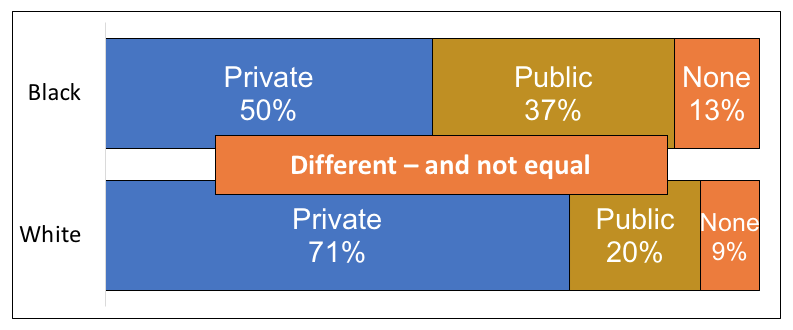 Black
Private
50%
Public
37%
None
13%
Different – and not equal
White
Private
71%
Public
20%
None
9%